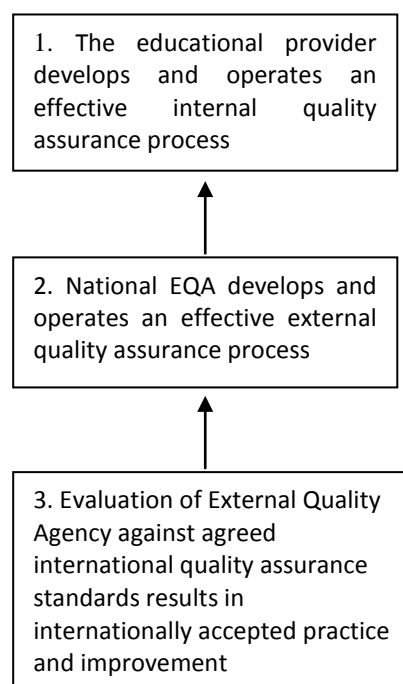 1. The educational provider
develops and operates an
effective internal quality
assurance process
2. National EQA develops and
operates an effective external
quality assurance process
3. Evaluation of External Quality
Agency against agreed
international quality assurance
standards results in
internationally accepted practice
and improvement